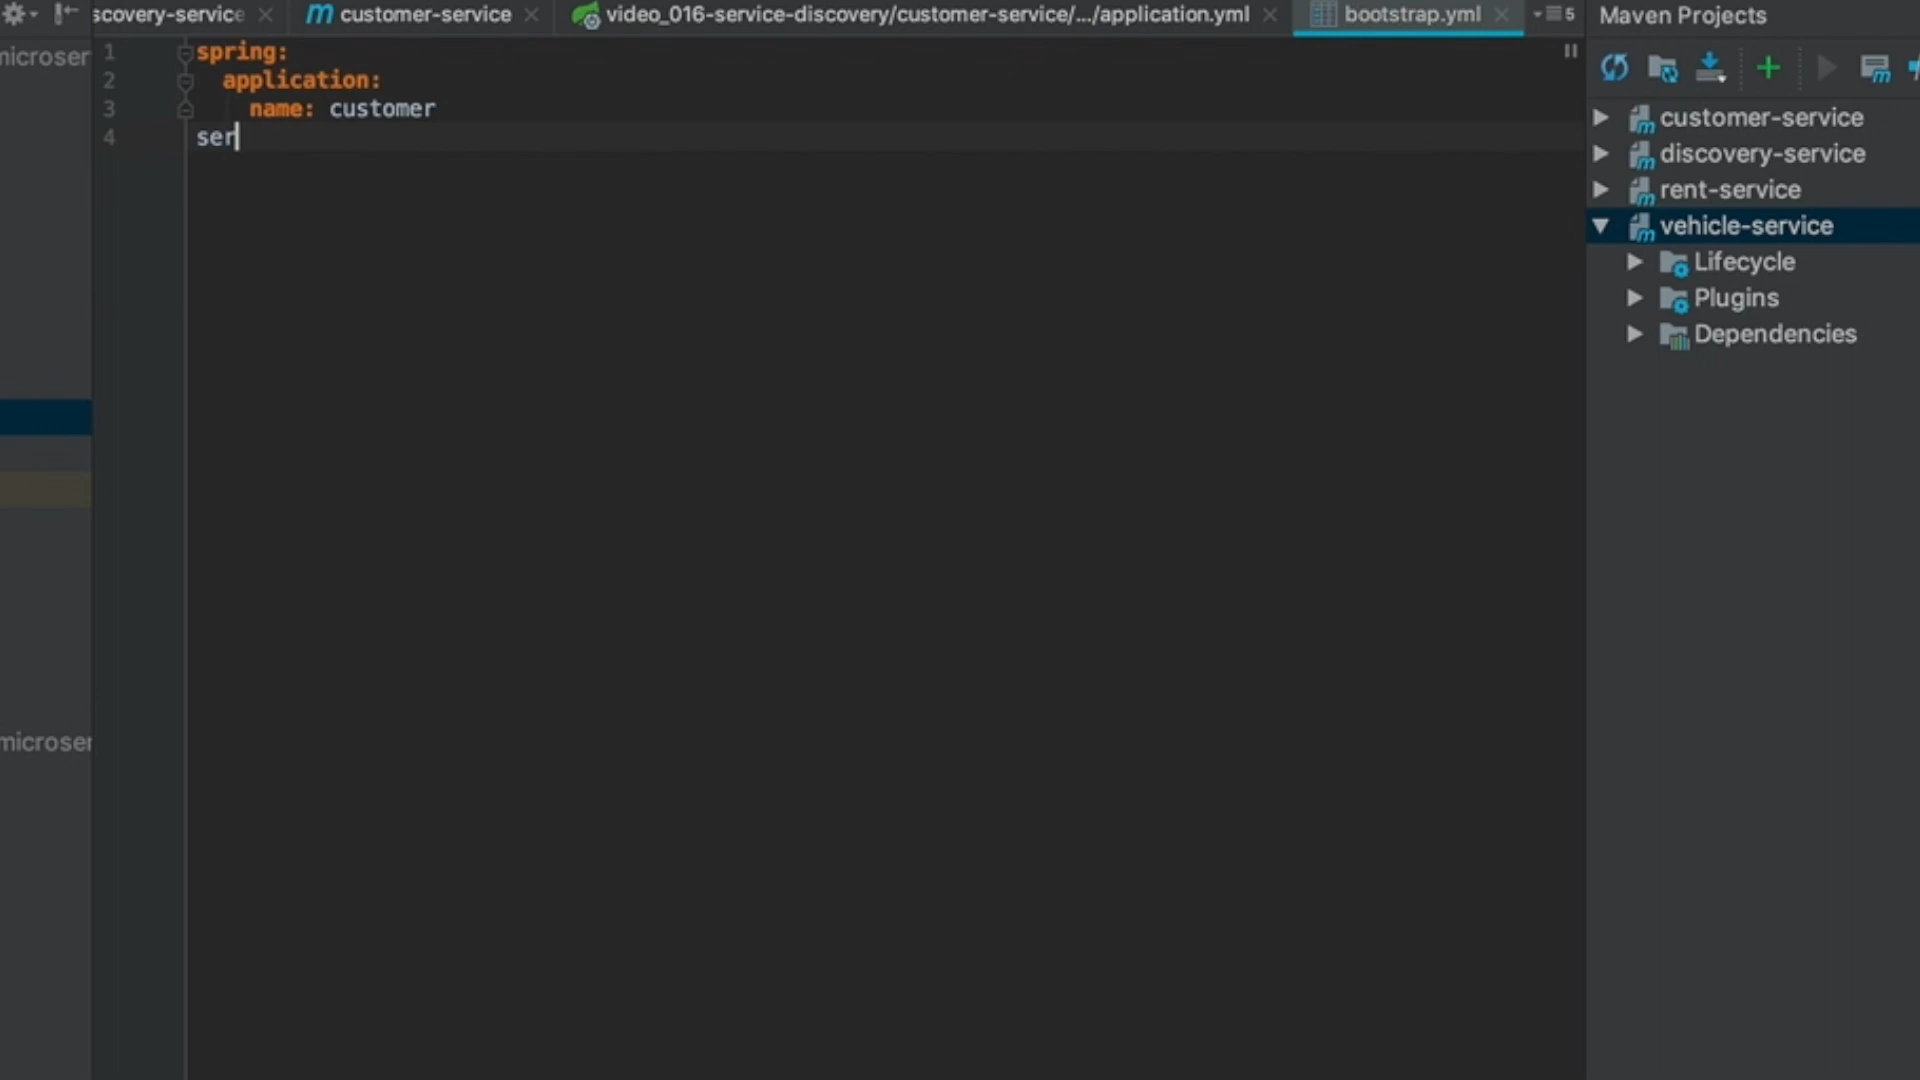 scovery-service
customer-service
video_016-service-discovery/customer-service/.../application.yml
bootstrap.yml
5
Maven Projects
microser
1 spring:
2 application:
3 name: customer
4 ser
customer-service
discovery-service
rent-service
vehicle-service
Lifecycle
Plugins
Dependencies
microser